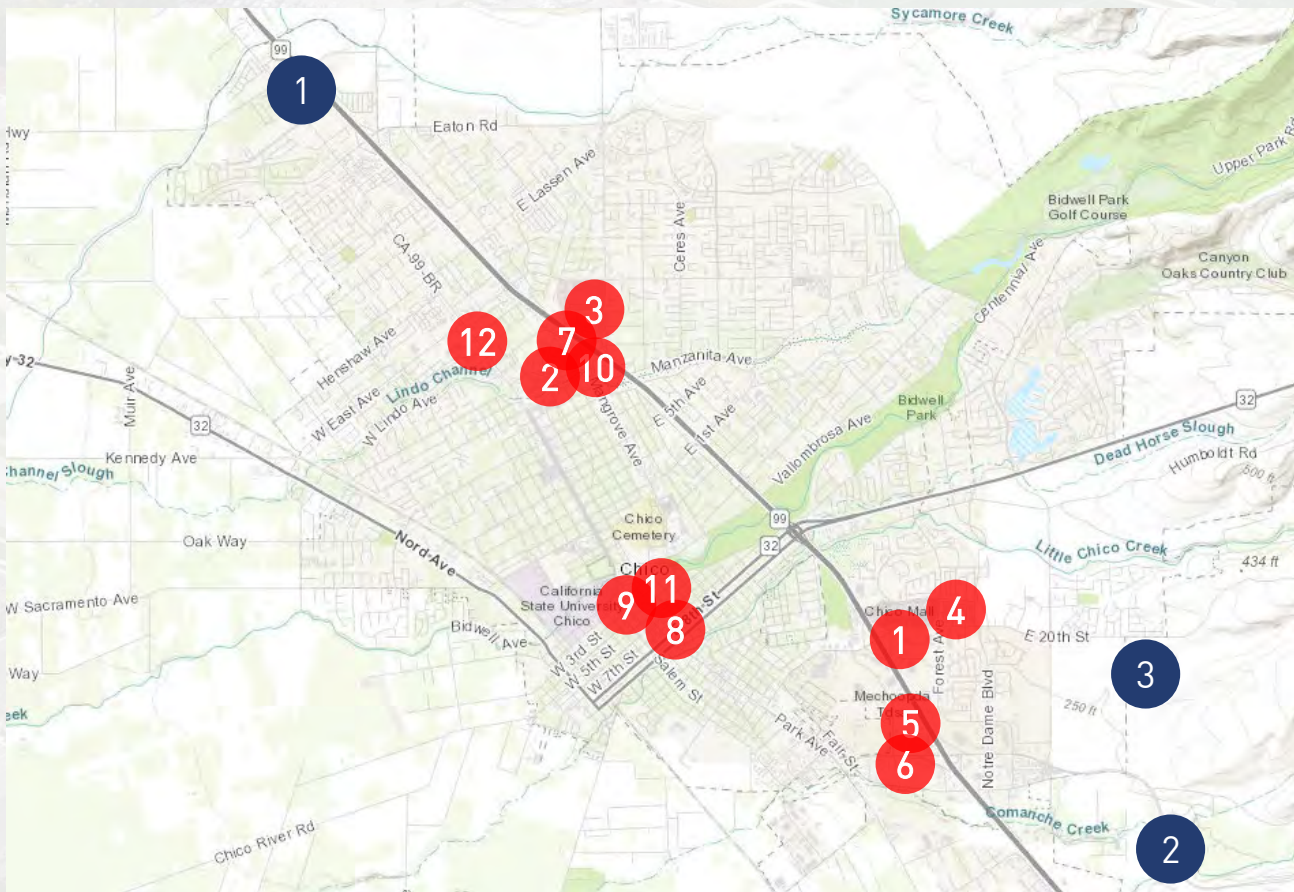 Sycamore Creek
99
1
Eaton Rd
Hwy
E Lassen Ave
Upper Park Rd
Bidwell Park
Golf Course
Ceres Ave
CA-99-BR
Centennial Ave
Canyon
Oaks Country Club
3
7
12
10
2
Henshaw Ave
Manzanita Ave
y-32
Lindo Channel
Muir Ave
W East Ave
W Lindo Ave
Mangrove Ave
E 5th Ave
E 1st Ave
Bidwell
Park
32
32
Vallombrosa Ave
Dead Horse Slough
Kennedy Ave
Humboldt Rd
Channel Slough
500 ft
Chico
Cemetery
99
32
Oak Way
Nord Ave
Little Chico Creek
434 ft
Chico
California
State University
Chico
11
9
8
8th St
W Sacramento Ave
Bidwell Ave
Chico Mall
4
1
E 20th St
Forest Ave
W 3rd St
W 5th St
W 7th St
Salem St
Way
3
Mechoopda
250 ft
Notre Dame Blvd
eek
5
Park Ave
Fair St
6
Comanche Creek
Chico River Rd
2